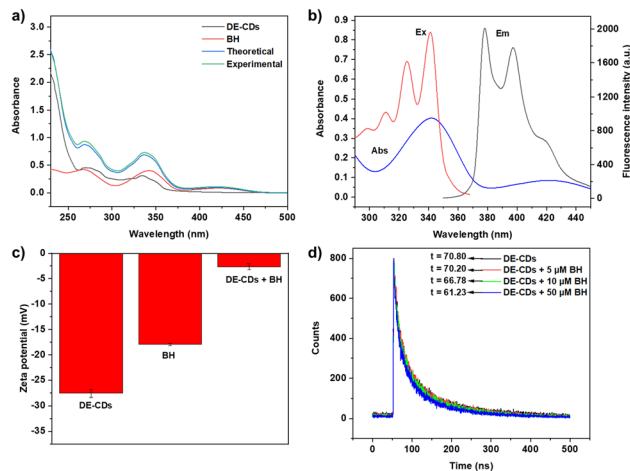 a)
DE-CDs
BH
Theoretical
Experimental
3.0
2.5
2.0
1.5
1.0
0.5
0.0
Absorbance
250 300 350 400 450 500
Wavelength (nm)
b)
Ex
Em
Abs
0.9
0.8
0.7
0.6
0.5
0.4
0.3
0.2
0.1
0.0
Absorbance
2000
1600
1200
800
400
0
Fluorescence intensity (a.u.)
300 320 340 360 380 400 420 440
Wavelength (nm)
c)
0
-5
-10
-15
-20
-25
-30
-35
Zeta potential (mV)
DE-CDs
BH
DE-CDs + BH
d)
t = 70.80 DE-CDs
t = 70.20 DE-CDs + 5 µM BH
t = 66.78 DE-CDs + 10 µM BH
t = 61.23 DE-CDs + 50 µM BH
800
600
400
200
0
Counts
0 100 200 300 400 500
Time (ns)